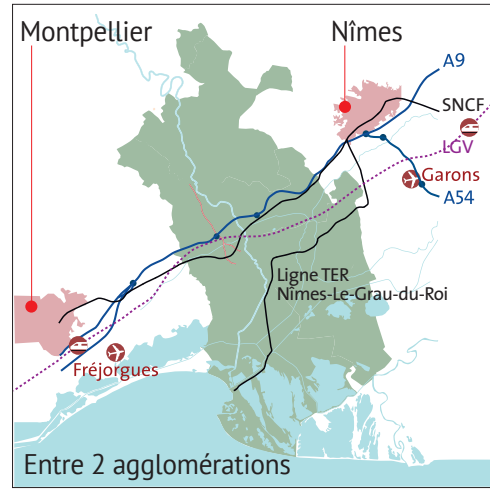 Montpellier
Nîmes
A9
SNCF
LGV
Garons
A54
Ligne TER
Nîmes-Le-Grau-du-Roi
Fréjorgues
Entre 2 agglomérations